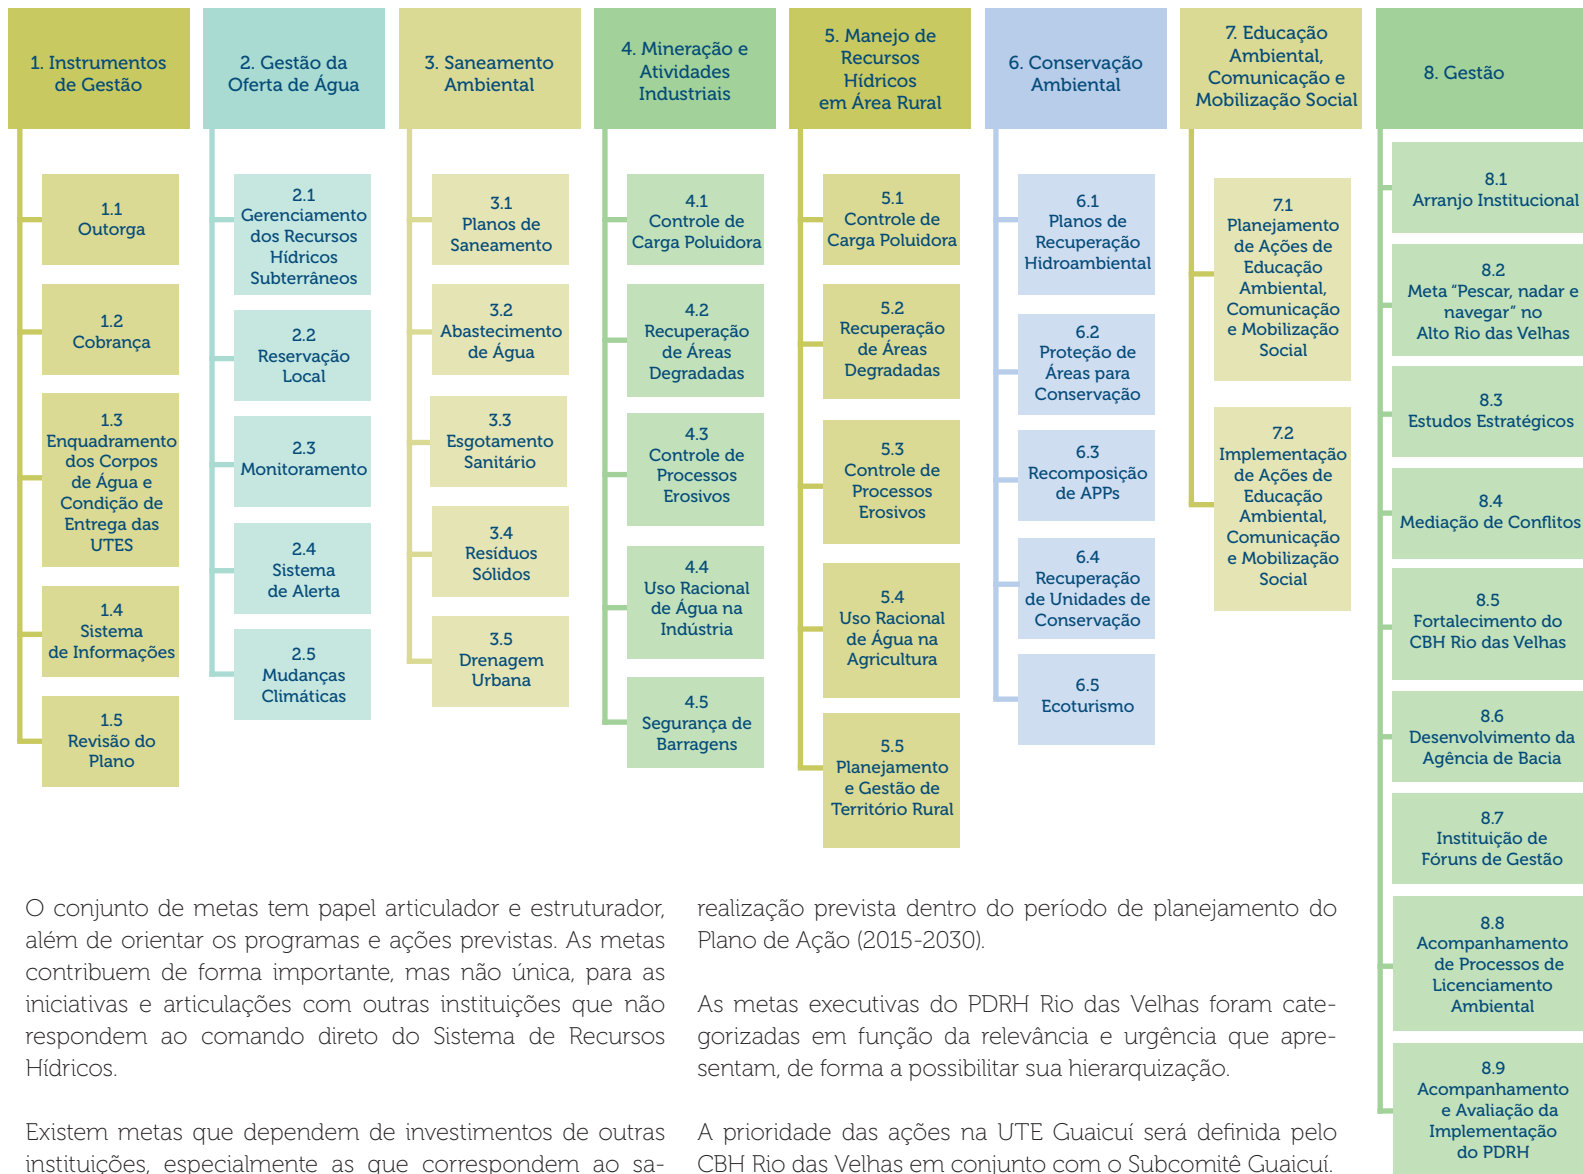 1. Instrumentos
de Gestão
1.1
Outorga
1.2
Cobrança
1.3
Enquadramento
dos Corpos
de Água e
Condição de
Entrega das
UTES
1.4
Sistema
de Informações
1.5
Revisão do
Plano
2. Gestão da
Oferta de Água
2.1
Gerenciamento
dos Recursos
Hídricos
Subterrâneos
2.2
Reservação
Local
2.3
Monitoramento
2.4
Sistema
de Alerta
2.5
Mudanças
Climáticas
3. Saneamento
Ambiental
3.1
Planos de
Saneamento
3.2
Abastecimento
de Água
3.3
Esgotamento
Sanitário
3.4
Resíduos
Sólidos
3.5
Drenagem
Urbana
4. Mineração e
Atividades
Industriais
4.1
Controle de
Carga Poluidora
4.2
Recuperação
de Áreas
Degradadas
4.3
Controle de
Processos
Erosivos
4.4
Uso Racional
de Água na
Indústria
4.5
Segurança de
Barragens
5. Manejo de
Recursos
Hídricos
em Área Rural
5.1
Controle de
Carga Poluidora
5.2
Recuperação
de Áreas
Degradadas
5.3
Controle de
Processos
Erosivos
5.4
Uso Racional
de Água na
Agricultura
5.5
Planejamento
e Gestão de
Território Rural
6. Conservação
Ambiental
6.1
Planos de
Recuperação
Hidroambiental
6.2
Proteção de
Áreas para
Conservação
6.3
Recomposição
de APPs
6.4
Recuperação
de Unidades de
Conservação
6.5
Ecoturismo
7. Educação
Ambiental,
Comunicação e
Mobilização Social
7.1
Planejamento
de Ações de
Educação
Ambiental,
Comunicação
e Mobilização
Social
7.2
Implementação
de Ações de
Educação
Ambiental,
Comunicação
e Mobilização
Social
8. Gestão
8.1
Arranjo Institucional
8.2
Meta “Pescar, nadar e
navegar” no
Alto Rio das Velhas
8.3
Estudos Estratégicos
8.4
Mediação de Conflitos
8.5
Fortalecimento do
CBH Rio das Velhas
8.6
Desenvolvimento da
Agência de Bacia
8.7
Instituição de
Fóruns de Gestão
8.8
Acompanhamento
de Processos de
Licenciamento
Ambiental
8.9
Acompanhamento
e Avaliação da
Implementação
do PDRH
O conjunto de metas tem papel articulador e estruturador,
além de orientar os programas e ações previstas. As metas
contribuem de forma importante, mas não única, para as
iniciativas e articulações com outras instituições que não
respondem ao comando direto do Sistema de Recursos
Hídricos.
Existem metas que dependem de investimentos de outras
instituições, especialmente as que correspondem ao sa-
realização prevista dentro do período de planejamento do
Plano de Ação (2015-2030).
As metas executivas do PDRH Rio das Velhas foram cate-
gorizadas em função da relevância e urgência que apre-
sentam, de forma a possibilitar sua hierarquização.
A prioridade das ações na UTE Guaicuí será definida pelo
CBH Rio das Velhas em conjunto com o Subcomitê Guaicuí.